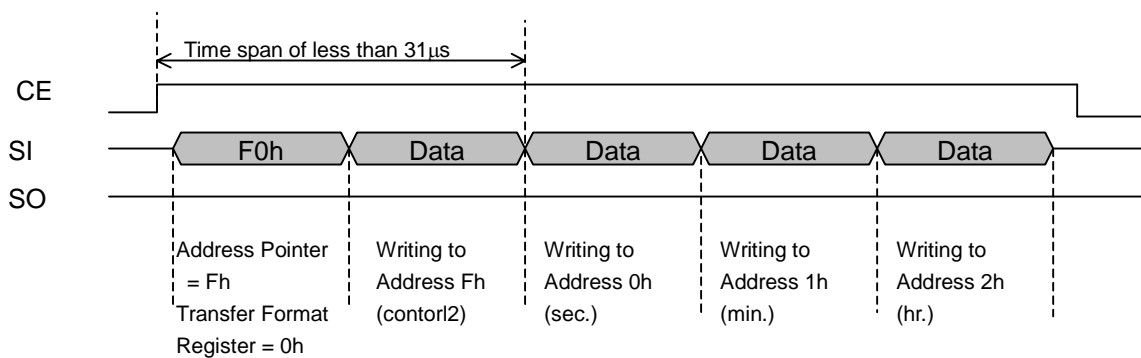 Time span of less than 31μs
CE
SI F0h Data Data Data Data
SO
Address Pointer Writing to Writing to Writing to Writing to
= Fh Address Fh Address 0h Address 1h Address 2h
Transfer Format (contorl2) (sec.) (min.) (hr.)
Register = 0h